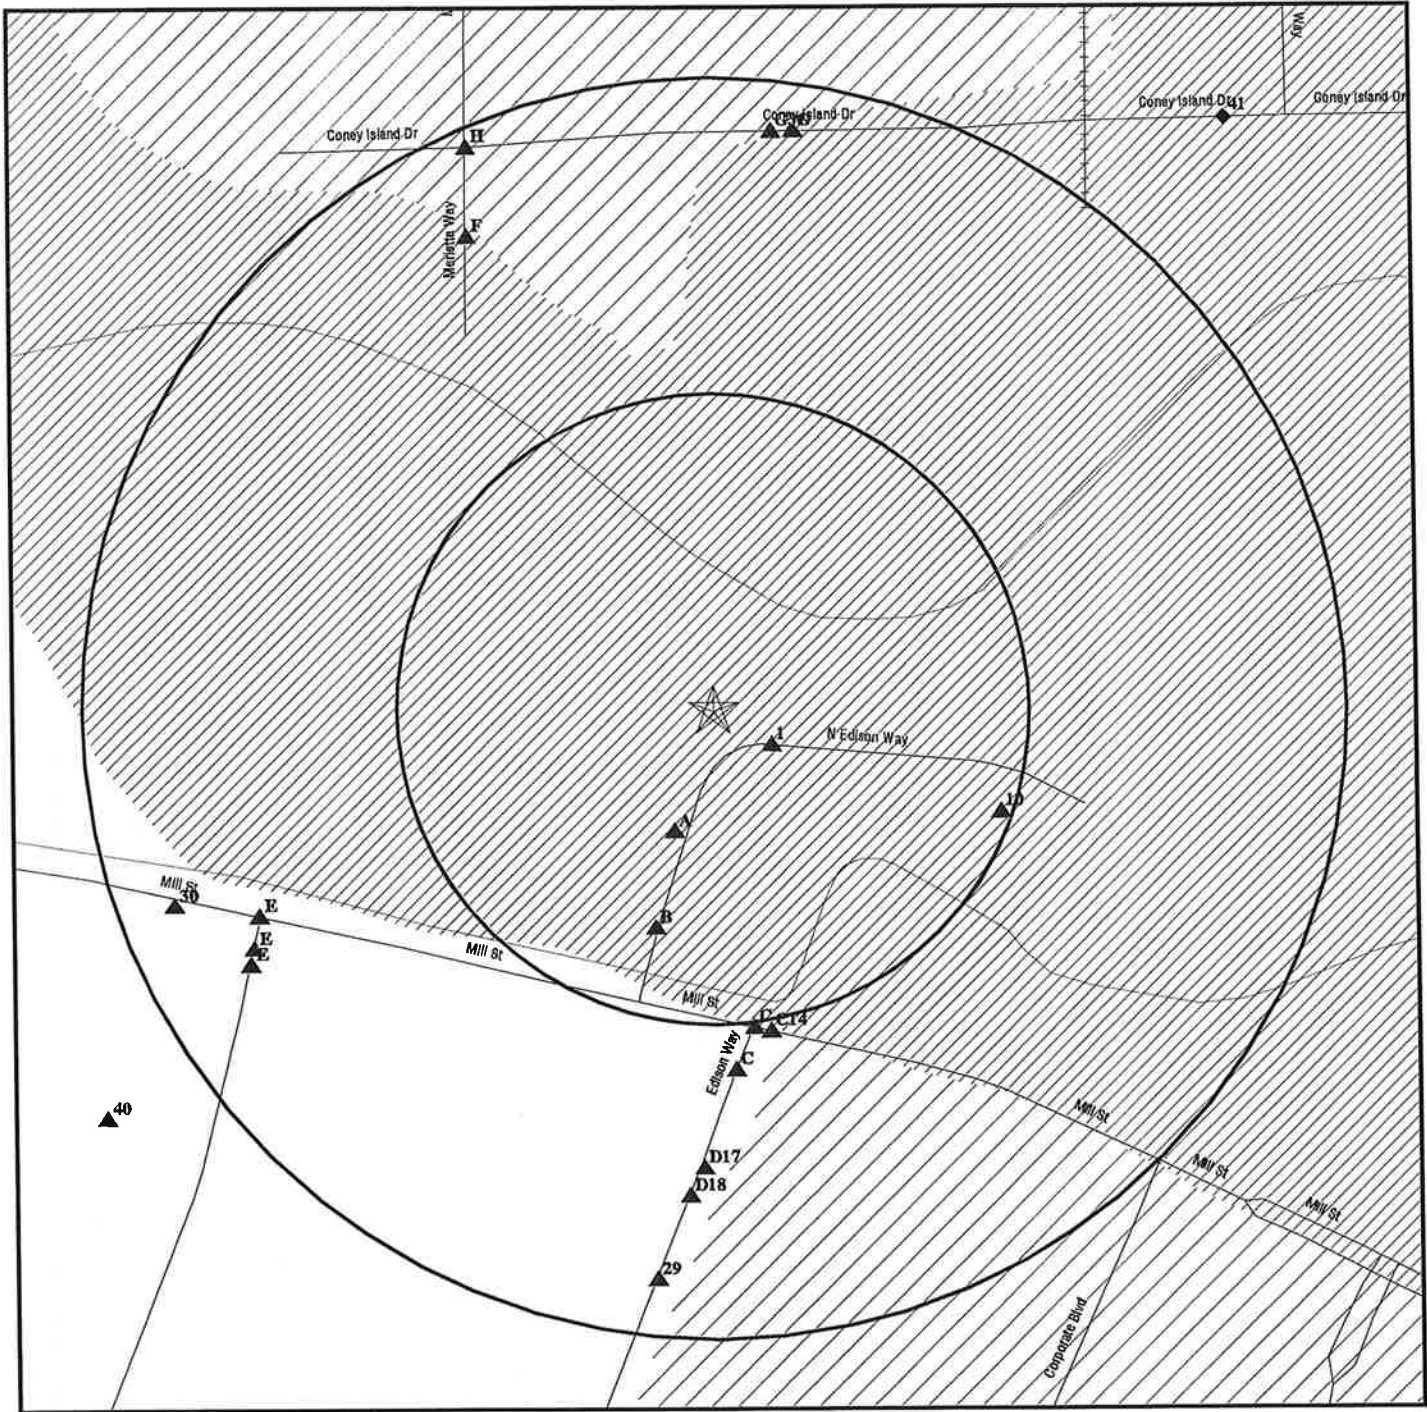 Way
Coney Island Dr
Coney Island Dr
Coney Island Dr
41
Coney Island Dr
H
G
F
Marietta Way
1
N Edison Way
10
A
B
Mill St
30
E
E
E
Mill St
Mill St
C
C14
C
Edison Way
40
D17
D18
29
Mill St
Mill St
Mill St
Corporate Blvd